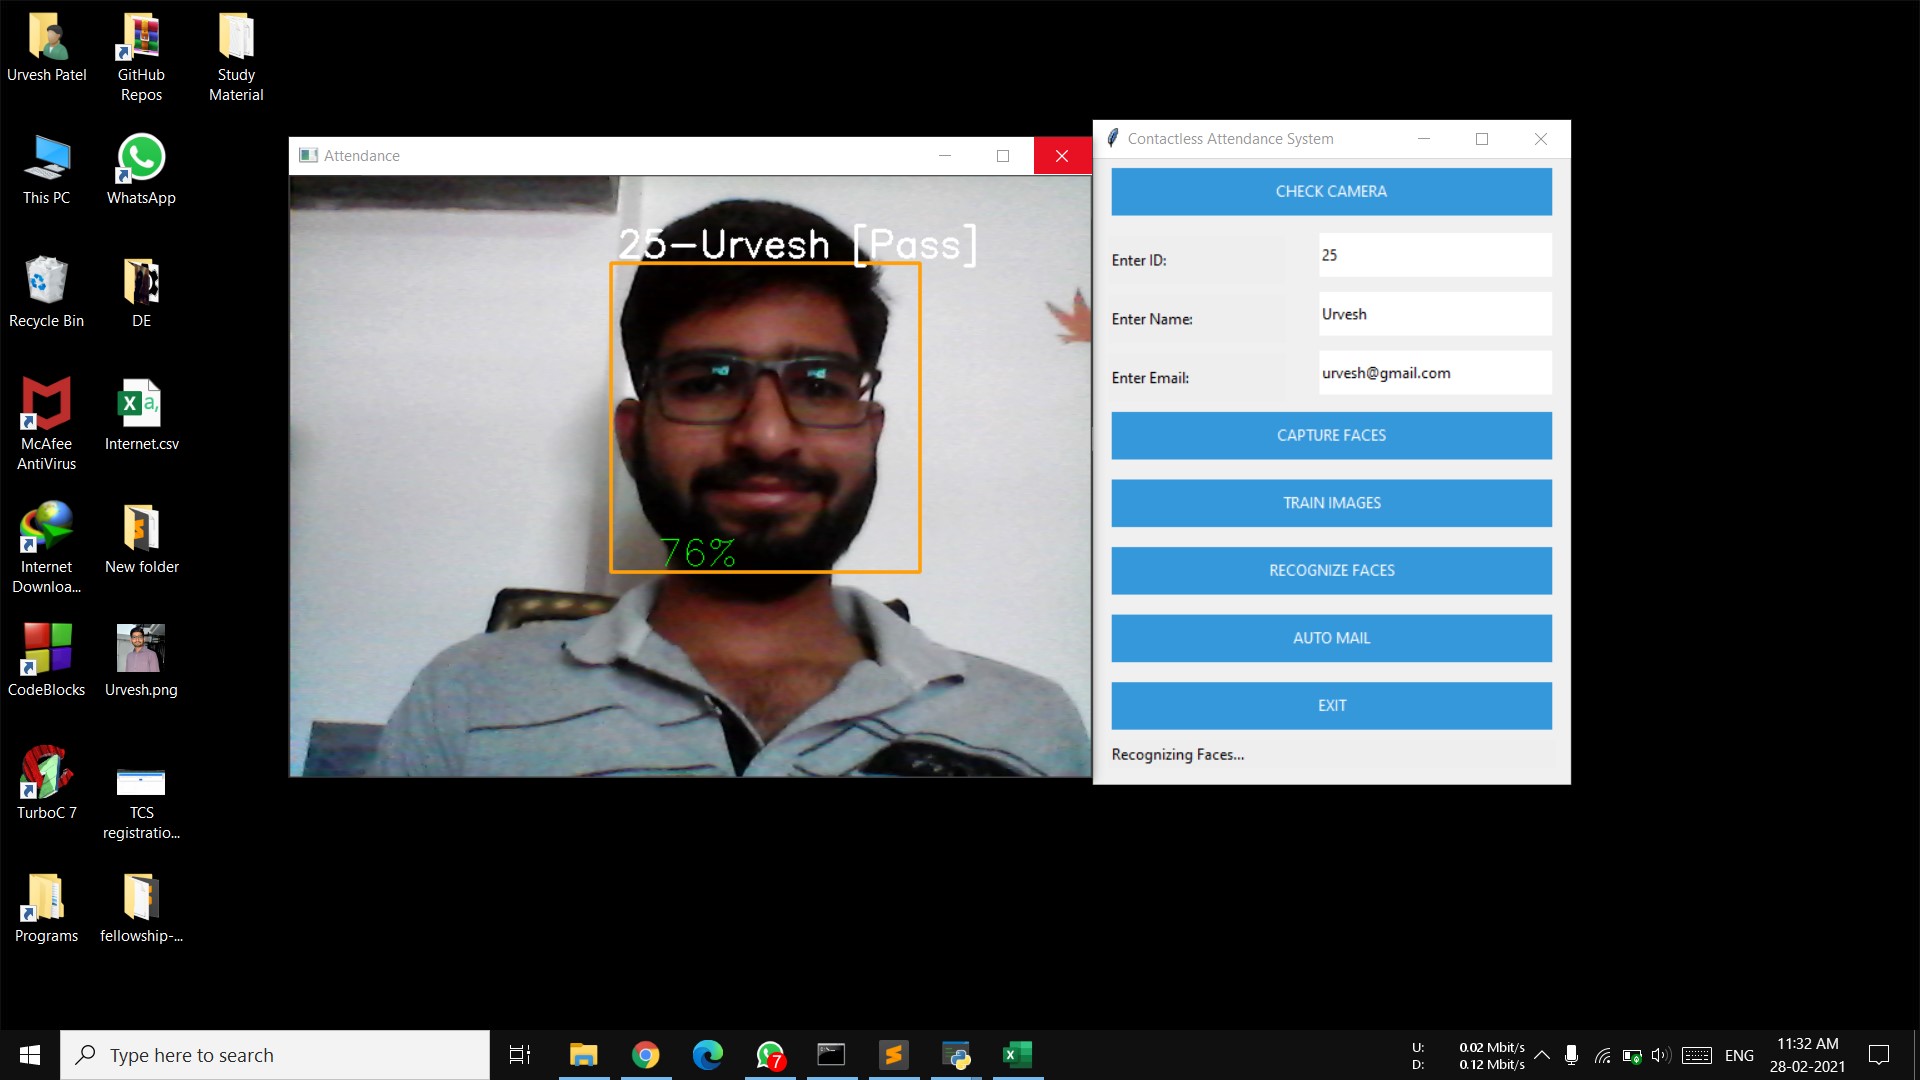 Urvesh Patel
GitHub
Repos
Study
Material
This PC
WhatsApp
Recycle Bin
DE
McAfee
AntiVirus
Internet.csv
Internet
Downloa...
New folder
CodeBlocks
Urvesh.png
TurboC 7
TCS
registratio...
Programs
fellowship-...
Attendance
25-Urvesh [Pass]
76%
Contactless Attendance System
CHECK CAMERA
Enter ID:
25
Enter Name:
Urvesh
Enter Email:
urvesh@gmail.com
CAPTURE FACES
TRAIN IMAGES
RECOGNIZE FACES
AUTO MAIL
EXIT
Recognizing Faces...
Type here to search
7
U: 0.02 Mbit/s
D: 0.12 Mbit/s
ENG
11:32 AM
28-02-2021